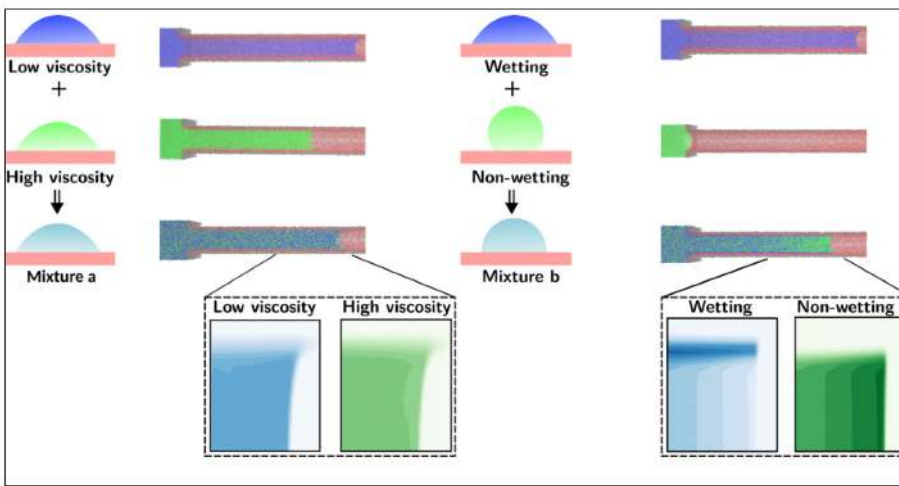 Low viscosity
+
High viscosity
Mixture a
Low viscosity High viscosity
Wetting
+
Non-wetting
Mixture b
Wetting Non-wetting